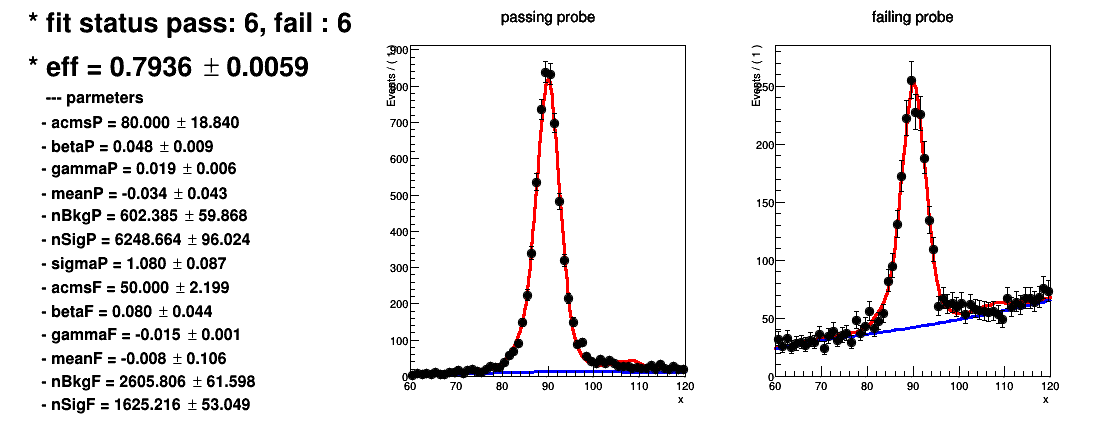 * fit status pass: 6, fail : 6
* eff = 0.7936 ± 0.0059
--- parmeters
- acmsP = 80.000 ± 18.840
- betaP = 0.048 ± 0.009
- gammaP = 0.019 ± 0.006
- meanP = -0.034 ± 0.043
- nBkgP = 602.385 ± 59.868
- nSigP = 6248.664 ± 96.024
- sigmaP = 1.080 ± 0.087
- acmsF = 50.000 ± 2.199
- betaF = 0.080 ± 0.044
- gammaF = -0.015 ± 0.001
- meanF = -0.008 ± 0.106
- nBkgF = 2605.806 ± 61.598
- nSigF = 1625.216 ± 53.049
passing probe
Events / ( 1 )
900
800
700
600
500
400
300
200
100
0
60 70 80 90 100 110 120
x
failing probe
Events / ( 1 )
250
200
150
100
50
0
60 70 80 90 100 110 120
x